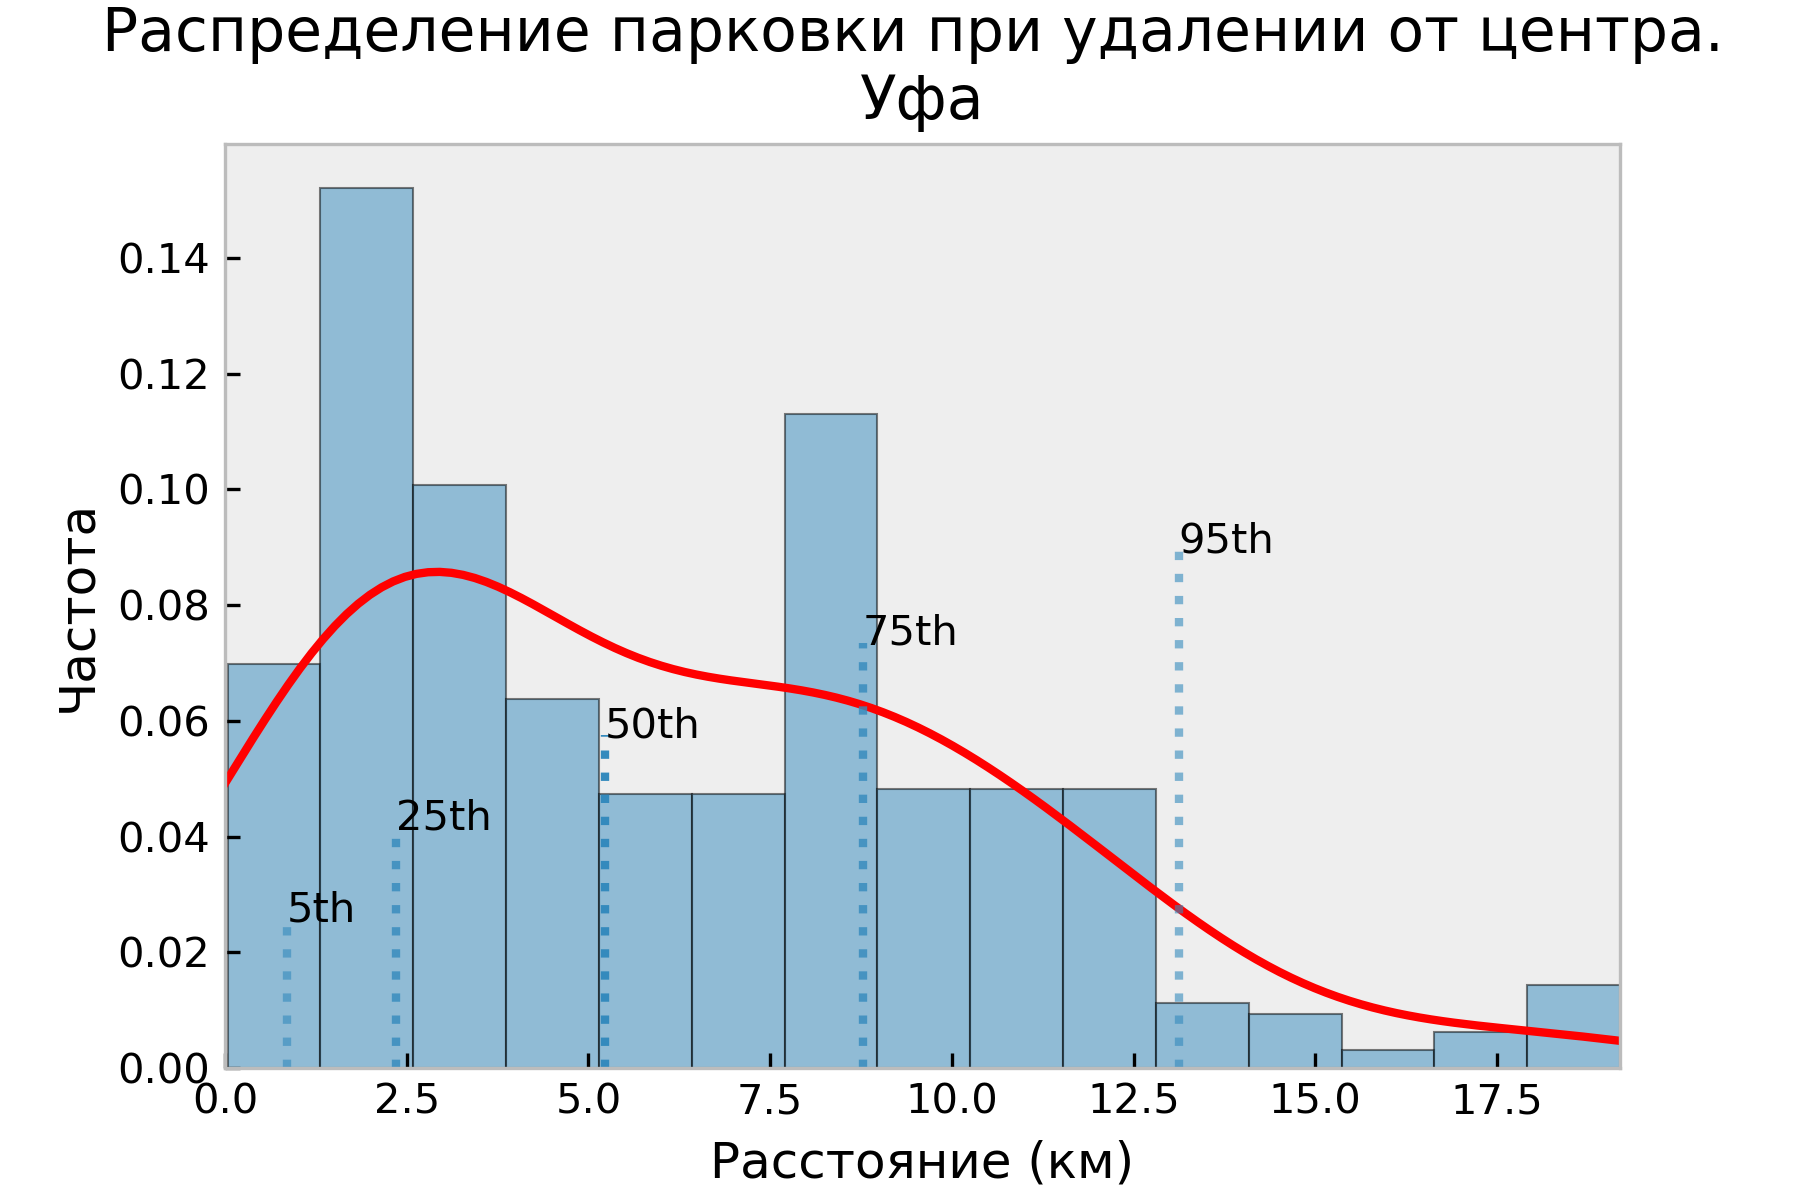 Распределение парковки при удалении от центра.
Уфа
0.14
0.12
0.10
0.08
0.06
0.04
0.02
0.00
Частота
95th
75th
50th
25th
5th
0.0 2.5 5.0 7.5 10.0 12.5 15.0 17.5
Расстояние (км)